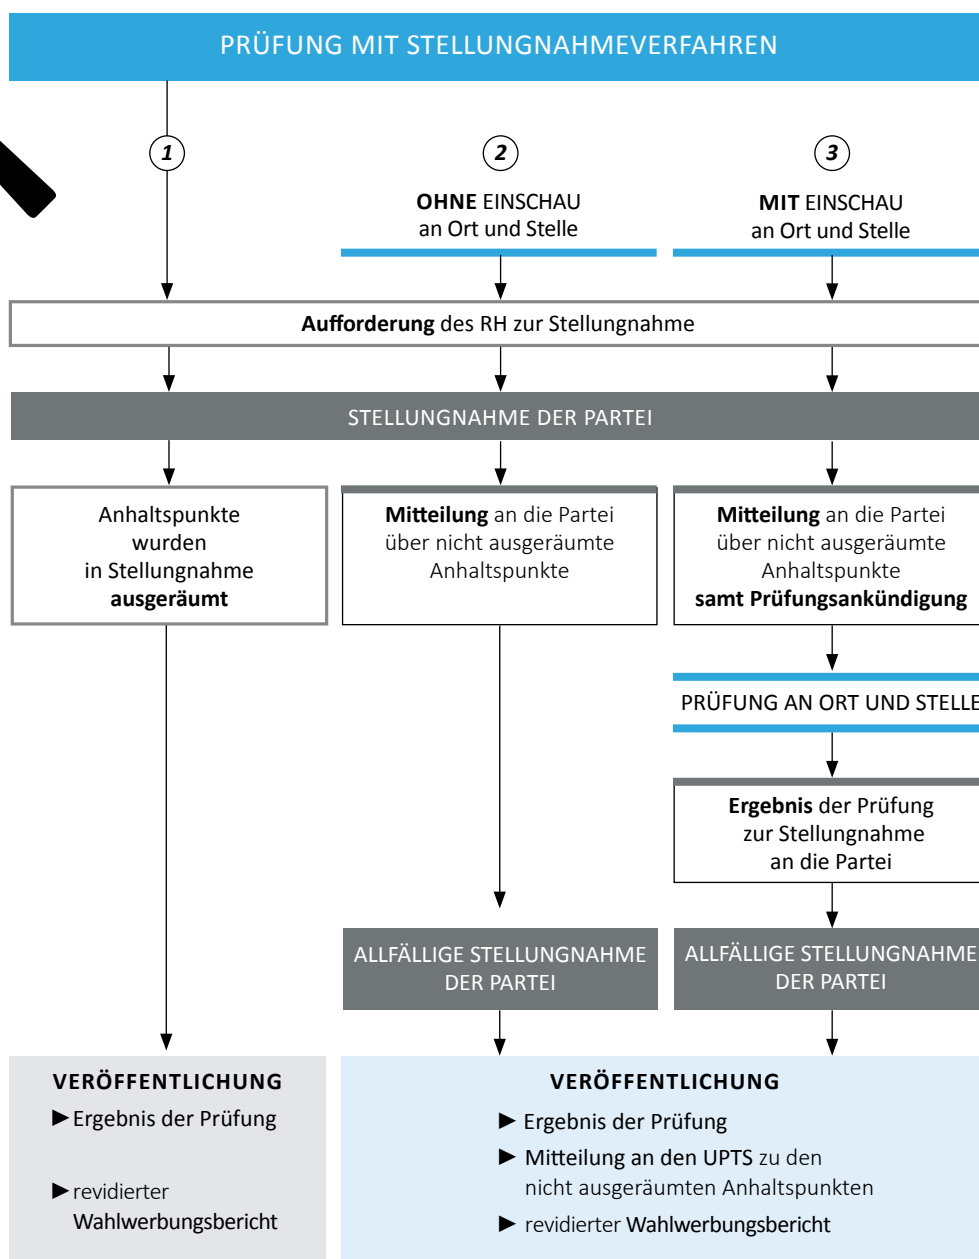 PRÜFUNG MIT STELLUNGNAHMEVERFAHREN
1
2
3
OHNE EINSCHAU
an Ort und Stelle
MIT EINSCHAU
an Ort und Stelle
Aufforderung des RH zur Stellungnahme
STELLUNGNAHME DER PARTEI
Anhaltspunkte
wurden
in Stellungnahme
ausgeräumt
Mitteilung an die Partei
über nicht ausgeräumte
Anhaltspunkte
Mitteilung an die Partei
über nicht ausgeräumte
Anhaltspunkte
samt Prüfungsankündigung
PRÜFUNG AN ORT UND STELLE
Ergebnis der Prüfung
zur Stellungnahme
an die Partei
ALLFÄLLIGE STELLUNGNAHME
DER PARTEI
ALLFÄLLIGE STELLUNGNAHME
DER PARTEI
VERÖFFENTLICHUNG
► Ergebnis der Prüfung
► revidierter
Wahlwerbungsbericht
VERÖFFENTLICHUNG
► Ergebnis der Prüfung
► Mitteilung an den UPTS zu den
nicht ausgeräumten Anhaltspunkten
► revidierter Wahlwerbungsbericht